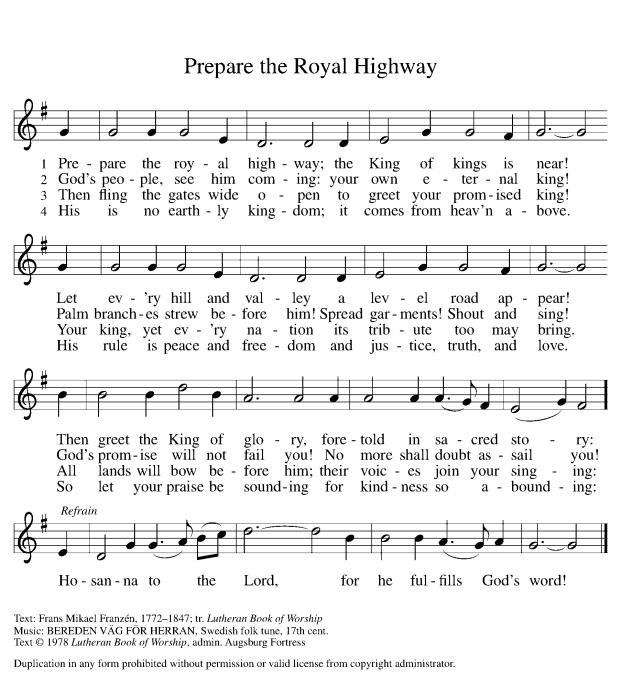 Prepare the Royal Highway
1 Pre - pare the roy - al high - way; the King of kings is near!
2 God's peo - ple, see him com - ing: your own e - ter - nal king!
3 Then fling the gates wide o - pen to greet your prom - ised king!
4 His is no earth - ly king - dom; it comes from heav'n a - bove.
Let ev - 'ry hill and val - ley a lev - el road ap - pear!
Palm branch - es strew be - fore him! Spread gar - ments! Shout and sing!
Your king, yet ev - 'ry na - tion its trib - ute too may bring.
His rule is peace and free - dom and jus - tice, truth, and love.
Then greet the King of glo - ry, fore - told in sa - cred sto - ry:
God's prom - ise will not fail you! No more shall doubt as - sail you!
All lands will bow be - fore him; their voic - es join your sing - ing:
So let your praise be sound - ing for kind - ness so a - bound - ing:
Refrain
Ho - san - na to the Lord, for he ful - fills God's word!
Text: Frans Mikael Franzén, 1772–1847; tr. Lutheran Book of Worship
Music: BEREDEN VÄG FÖR HERRAN, Swedish folk tune, 17th cent.
Text © 1978 Lutheran Book of Worship, admin. Augsburg Fortress
Duplication in any form prohibited without permission or valid license from copyright administrator.